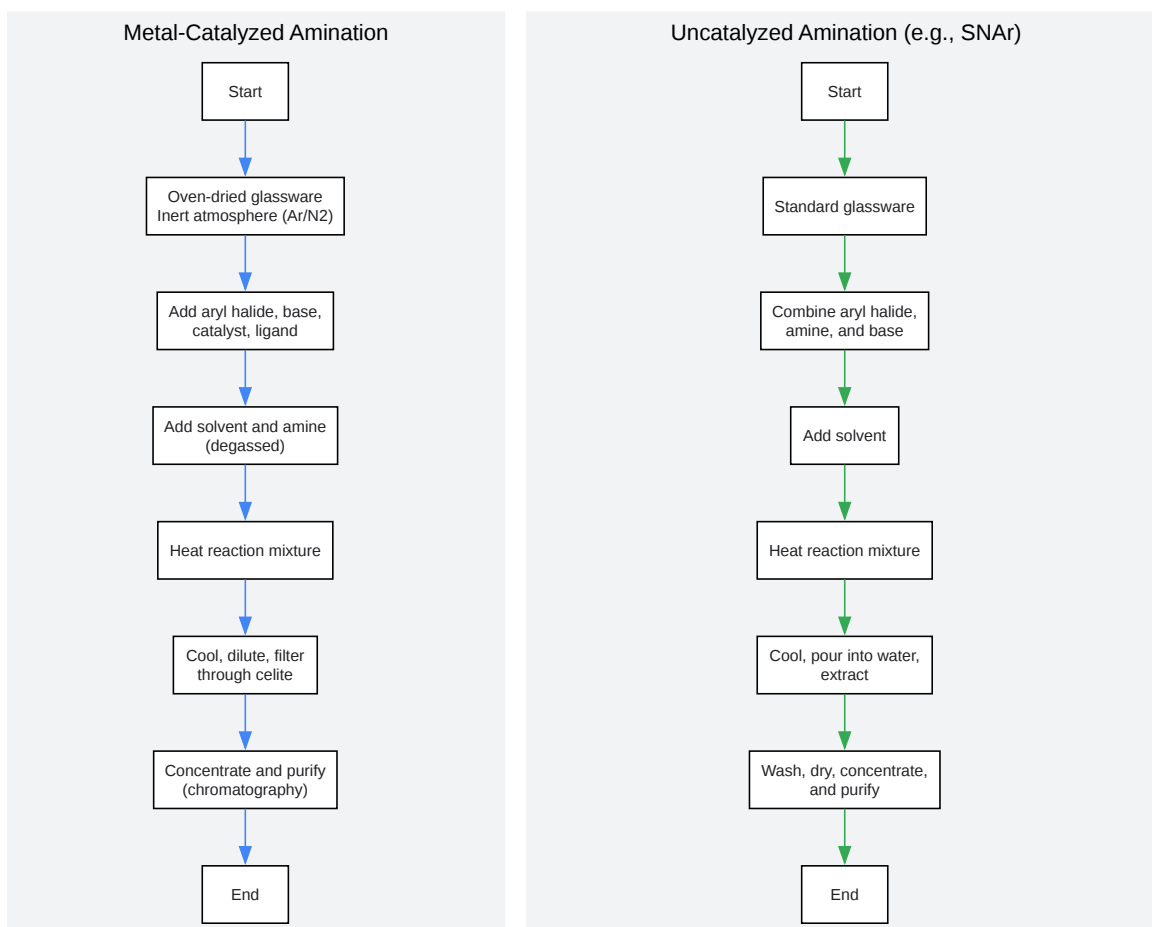 Metal-Catalyzed Amination
Start
Oven-dried glassware
Inert atmosphere (Ar/N2)
Add aryl halide, base,
catalyst, ligand
Add solvent and amine
(degassed)
Heat reaction mixture
Cool, dilute, filter
through celite
Concentrate and purify
(chromatography)
End
Uncatalyzed Amination (e.g., SNAr)
Start
Standard glassware
Combine aryl halide,
amine, and base
Add solvent
Heat reaction mixture
Cool, pour into water,
extract
Wash, dry, concentrate,
and purify
End